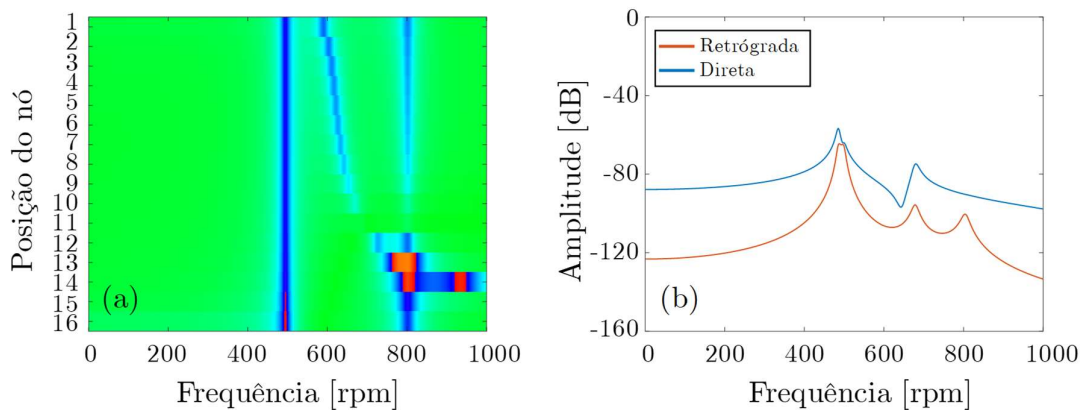 1
2
3
4
5
6
7
8
9
10
11
12
13
14
15
16
Posição do nó
(a)
0 200 400 600 800 1000
Frequência [rpm]
0
-40
-80
-120
-160
Amplitude [dB]
Retrógrada
Direta
(b)
0 200 400 600 800 1000
Frequência [rpm]